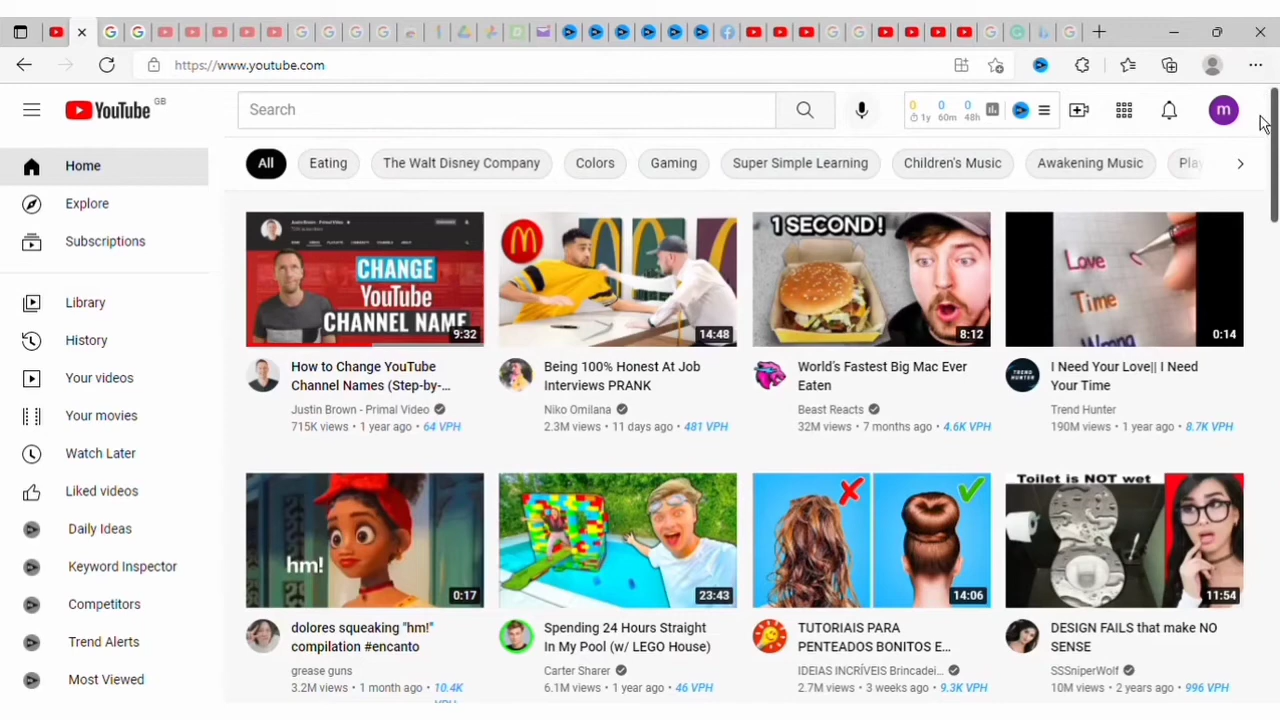 https://www.youtube.com
YouTube GB
Search
0 0 0
1y 60m 48h
m
All Eating The Walt Disney Company Colors Gaming Super Simple Learning Children's Music Awakening Music Pla
Home
Explore
Subscriptions
Library
History
Your videos
Your movies
Watch Later
Liked videos
Daily Ideas
Keyword Inspector
Competitors
Trend Alerts
Most Viewed
CHANGE
YouTube
CHANNEL NAME
9:32
How to Change YouTube
Channel Names (Step-by-...
Justin Brown - Primal Video
715K views • 1 year ago • 64 VPH
14:48
Being 100% Honest At Job
Interviews PRANK
Niko Omilana
2.3M views • 11 days ago • 481 VPH
1 SECOND!
8:12
World's Fastest Big Mac Ever
Eaten
Beast Reacts
32M views • 7 months ago • 4.6K VPH
Love
Time
Wrong
0:14
I Need Your Love|| I Need
Your Time
Trend Hunter
190M views • 1 year ago • 8.7K VPH
hm!
0:17
dolores squeaking "hm!"
compilation #encanto
grease guns
3.2M views • 1 month ago • 10.4K
VPH
23:43
Spending 24 Hours Straight
In My Pool (w/ LEGO House)
Carter Sharer
6.1M views • 1 year ago • 46 VPH
14:06
TUTORIAIS PARA
PENTEADOS BONITOS E...
IDEIAS INCRÍVEIS Brincadei...
2.7M views • 3 weeks ago • 9.3K VPH
Toilet is NOT wet
11:54
DESIGN FAILS that make NO
SENSE
SSSniperWolf
10M views • 2 years ago • 996 VPH